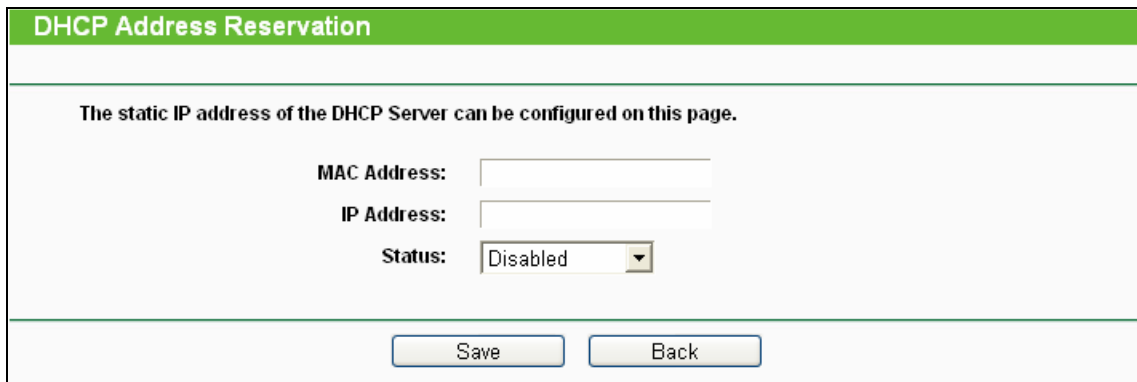 DHCP Address Reservation
The static IP address of the DHCP Server can be configured on this page.
MAC Address:
IP Address:
Status: Disabled
Save Back